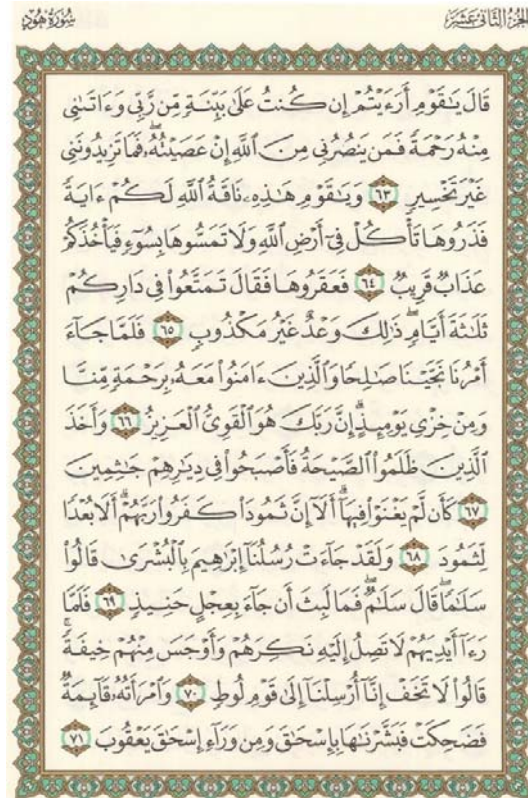 الجزء الثاني عشر
سورة هود
قَالَ يَٰقَوْمِ أَرَءَيْتُمْ إِن كُنتُ عَلَىٰ بَيِّنَةٍ مِّن رَّبِّي وَءَاتَىٰنِي
مِنْهُ رَحْمَةً فَمَن يَنصُرُنِي مِنَ ٱللَّهِ إِنْ عَصَيْتُهُۥۖ فَمَا تَزِيدُونَنِي
غَيْرَ تَخْسِيرٍ ٦٣ وَيَٰقَوْمِ هَٰذِهِۦ نَاقَةُ ٱللَّهِ لَكُمْ ءَايَةً
فَذَرُوهَا تَأْكُلْ فِيٓ أَرْضِ ٱللَّهِ وَلَا تَمَسُّوهَا بِسُوٓءٍ فَيَأْخُذَكُمْ
عَذَابٌ قَرِيبٌ ٦٤ فَعَقَرُوهَا فَقَالَ تَمَتَّعُوا۟ فِي دَارِكُمْ
ثَلَٰثَةَ أَيَّامٍۖ ذَٰلِكَ وَعْدٌ غَيْرُ مَكْذُوبٍ ٦٥ فَلَمَّا جَآءَ
أَمْرُنَا نَجَّيْنَا صَٰلِحًا وَٱلَّذِينَ ءَامَنُوا۟ مَعَهُۥ بِرَحْمَةٍ مِّنَّا
وَمِنْ خِزْيِ يَوْمِئِذٍۗ إِنَّ رَبَّكَ هُوَ ٱلْقَوِيُّ ٱلْعَزِيزُ ٦٦ وَأَخَذَ
ٱلَّذِينَ ظَلَمُوا۟ ٱلصَّيْحَةُ فَأَصْبَحُوا۟ فِي دِيَٰرِهِمْ جَٰثِمِينَ
٦٧ كَأَن لَّمْ يَغْنَوْا۟ فِيهَآۗ أَلَآ إِنَّ ثَمُودَا۟ كَفَرُوا۟ رَبَّهُمْۗ أَلَا بُعْدًا
لِّثَمُودَ ٦٨ وَلَقَدْ جَآءَتْ رُسُلُنَآ إِبْرَٰهِيمَ بِٱلْبُشْرَىٰ قَالُوا۟
سَلَٰمًاۖ قَالَ سَلَٰمٌۖ فَمَا لَبِثَ أَن جَآءَ بِعِجْلٍ حَنِيذٍ ٦٩ فَلَمَّا
رَءَآ أَيْدِيَهُمْ لَا تَصِلُ إِلَيْهِ نَكِرَهُمْ وَأَوْجَسَ مِنْهُمْ خِيفَةًۚ
قَالُوا۟ لَا تَخَفْ إِنَّآ أُرْسِلْنَآ إِلَىٰ قَوْمِ لُوطٍ ٧٠ وَٱمْرَأَتُهُۥ قَآئِمَةٌ
فَضَحِكَتْ فَبَشَّرْنَٰهَا بِإِسْحَٰقَ وَمِن وَرَآءِ إِسْحَٰقَ يَعْقُوبَ ٧١